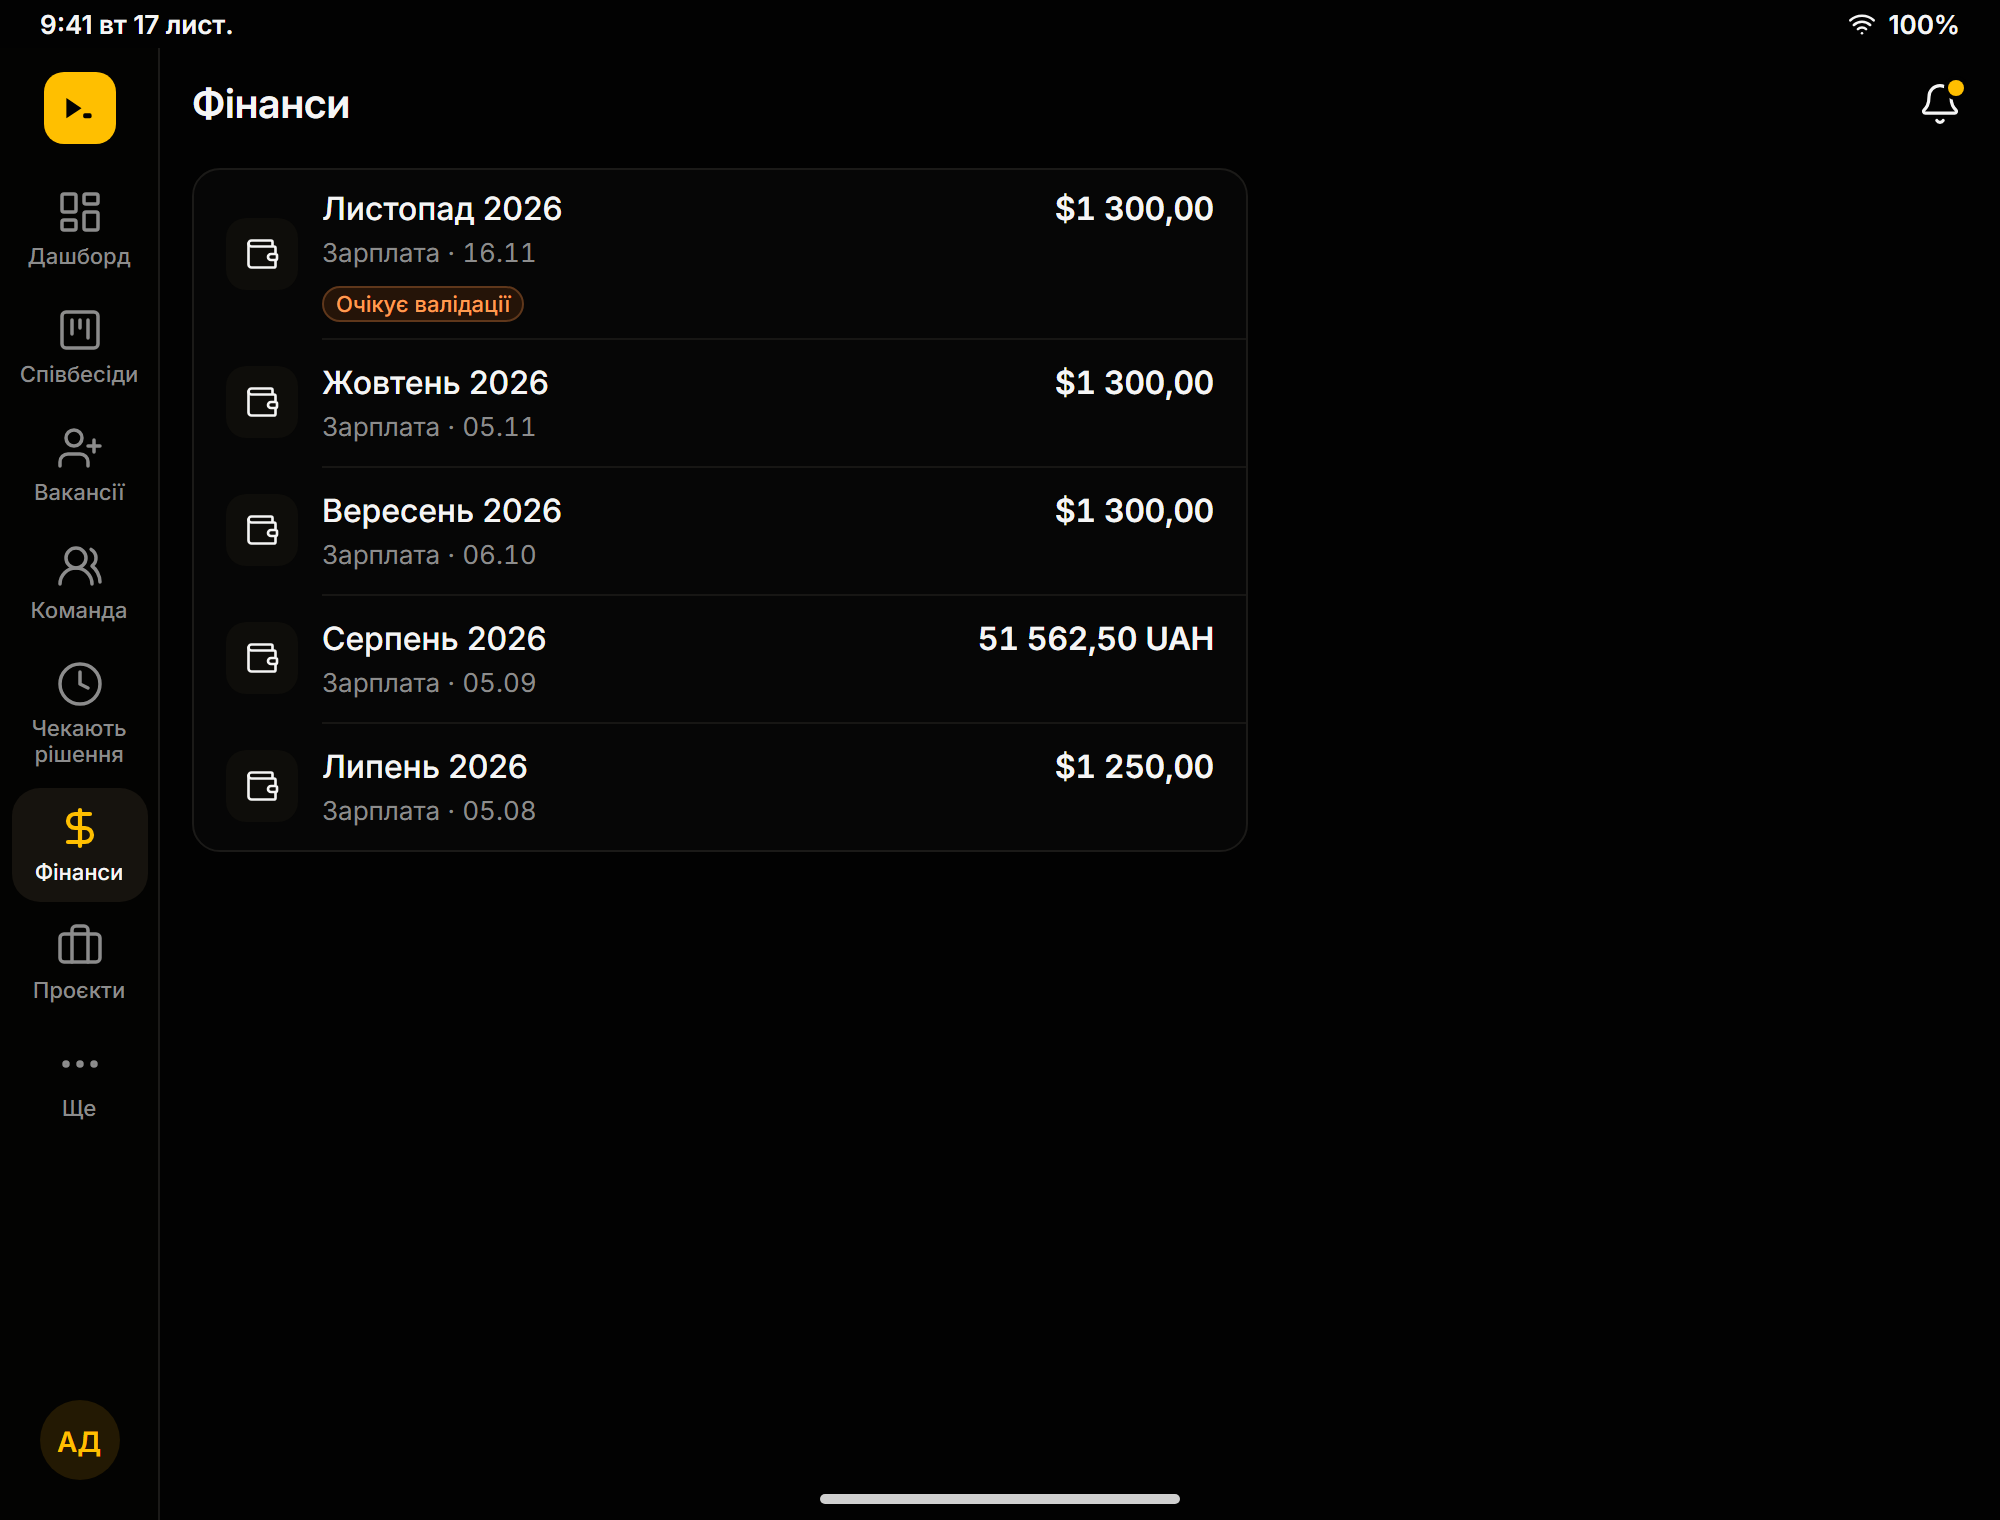 9:41 вт 17 лист.
100%
Фінанси
Дашборд
Співбесіди
Вакансії
Команда
Чекають
рішення
Фінанси
Проєкти
Ще
АД
Листопад 2026
$1 300,00
Зарплата · 16.11
Очікує валідації
Жовтень 2026
$1 300,00
Зарплата · 05.11
Вересень 2026
$1 300,00
Зарплата · 06.10
Серпень 2026
51 562,50 UAH
Зарплата · 05.09
Липень 2026
$1 250,00
Зарплата · 05.08